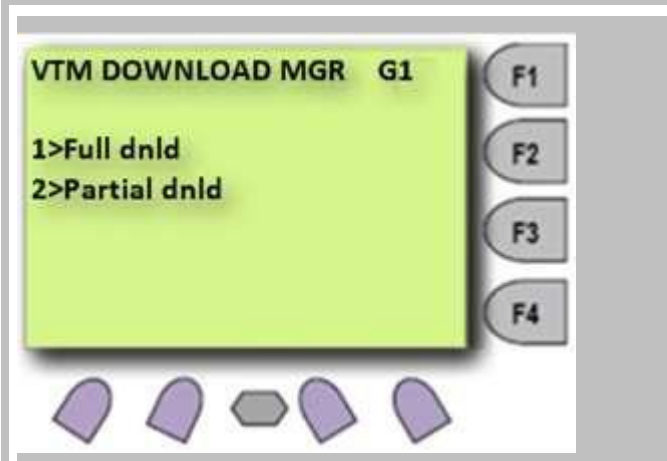 VTM DOWNLOAD MGR G1
F1
1>Full dnld
F2
2>Partial dnld
F3
F4